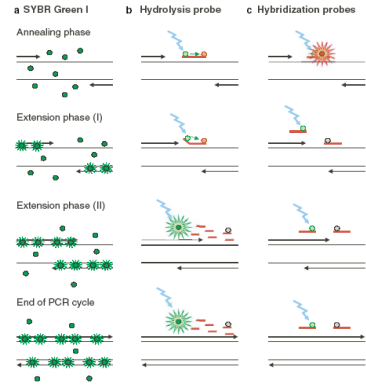 a SYBR Green I
b Hydrolysis probe
c Hybridization probes
Annealing phase
Extension phase (I)
Extension phase (II)
End of PCR cycle